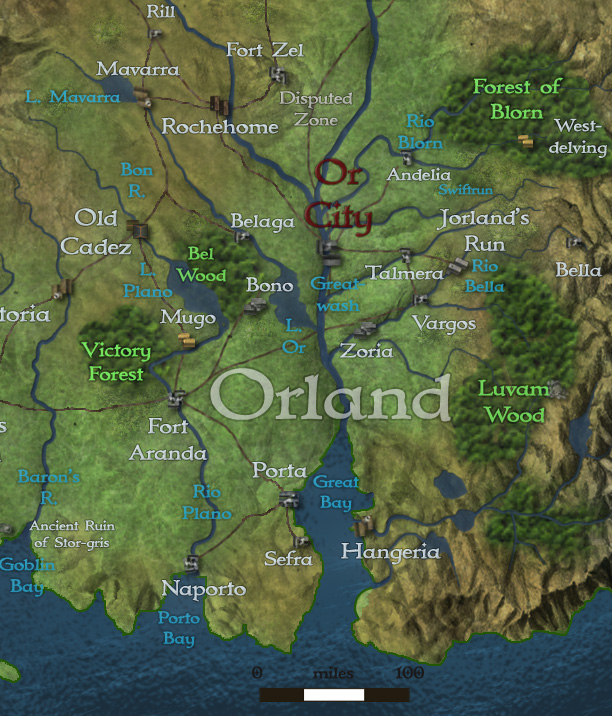 Rill
Fort Zel
Mavarra
Forest of
Blorn
L. Mavarra
Disputed
Zone
Rochehome
Rio
Blorn
West-
delving
Bon
R.
Or
City
Andelia
Swiftrun
Old
Cadez
Belaga
Jorland's
Run
Bel
Wood
L.
Plano
Bono
Great-
wash
Talmera
Rio
Bella
Bella
toria
Mugo
L.
Or
Vargos
Victory
Forest
Zoria
Orland
Luvam
Wood
s
Fort
Aranda
Baron's
R.
Porta
Great
Bay
Rio
Plano
Ancient Ruin
of Stor-gris
Sefra
Hangeria
Goblin
Bay
Naporto
Porto
Bay
0 miles 100